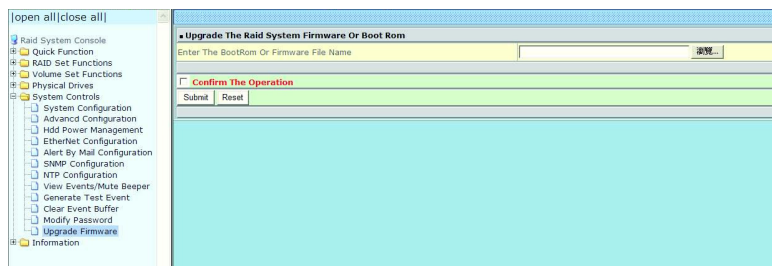 |open all|close all|
Raid System Console
Quick Function
RAID Set Functions
Volume Set Functions
Physical Drives
System Controls
System Configuration
Advancd Configuration
Hdd Power Management
EtherNet Configuration
Alert By Mail Configuration
SNMP Configuration
NTP Configuration
View Events/Mute Beeper
Generate Test Event
Clear Event Buffer
Modify Password
Upgrade Firmware
Information
Upgrade The Raid System Firmware Or Boot Rom
Enter The BootRom Or Firmware File Name
瀏覽...
Confirm The Operation
Submit Reset